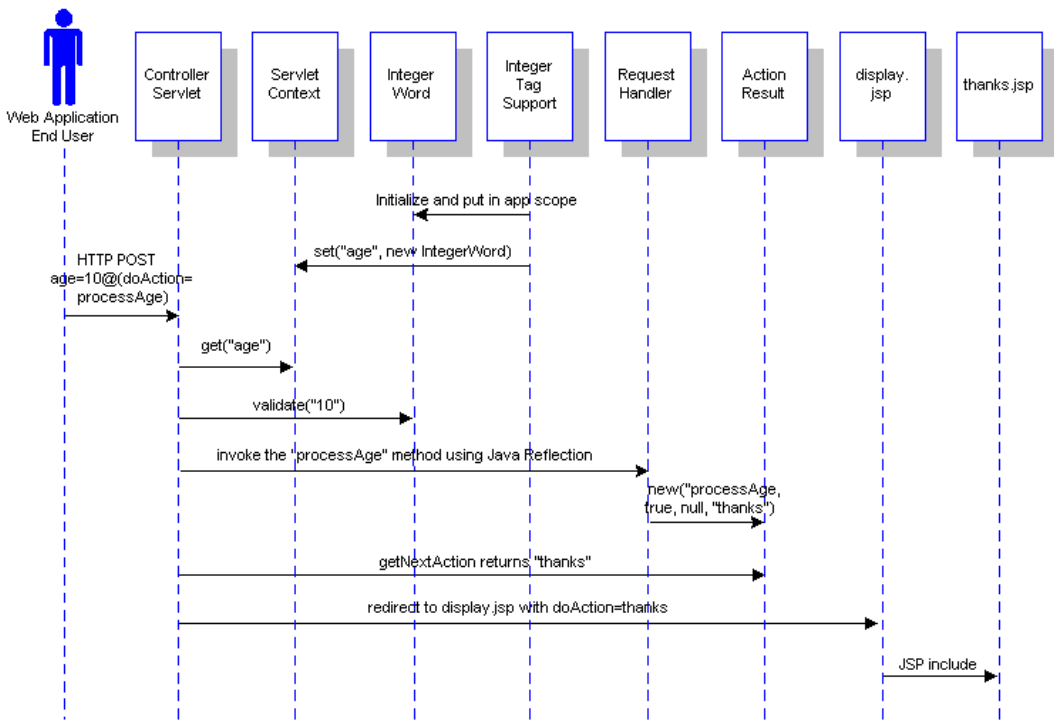 Web Application
End User
Controller
Servlet
Servlet
Context
Integer
Word
Integer
Tag
Support
Request
Handler
Action
Result
display.
jsp
thanks.jsp
Initialize and put in app scope
set("age", new IntegerWord)
HTTP POST
age=10@(doAction=
processAge)
get("age")
validate("10")
invoke the "processAge" method using Java Reflection
new("processAge,
true, null, "thanks")
getNextAction returns "thanks"
redirect to display.jsp with doAction=thanks
JSP include